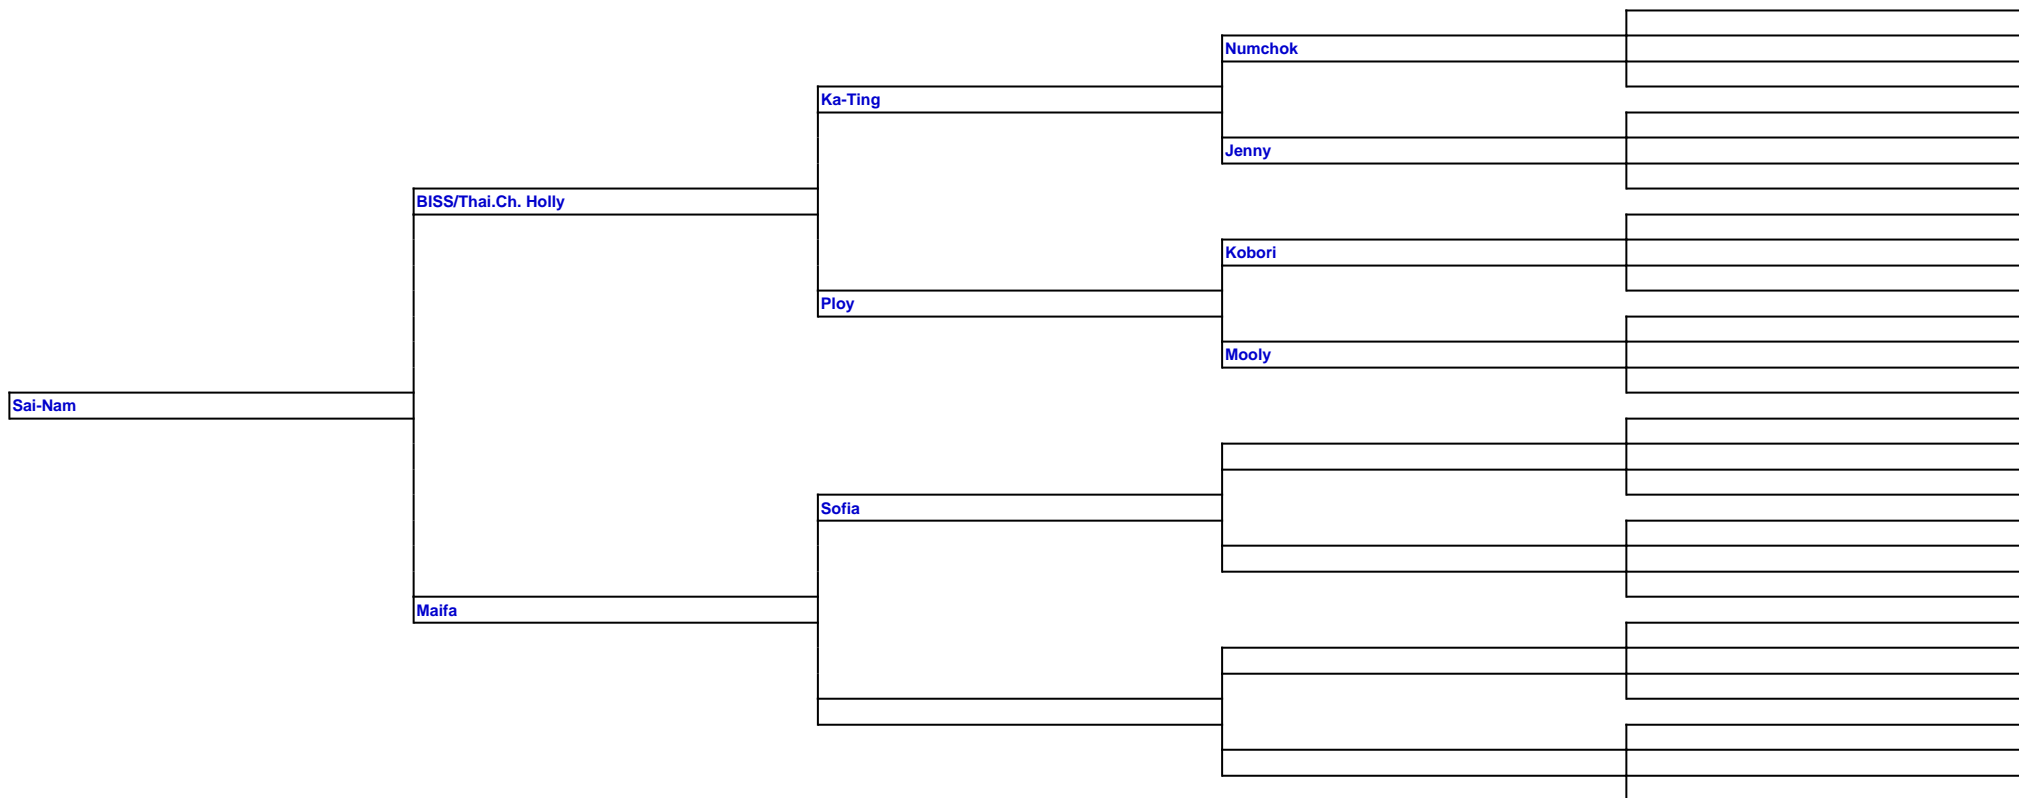 Numchok
Ka-Ting
Jenny
BISS/Thai.Ch. Holly
Kobori
Ploy
Mooly
Sai-Nam
Sofia
Maifa